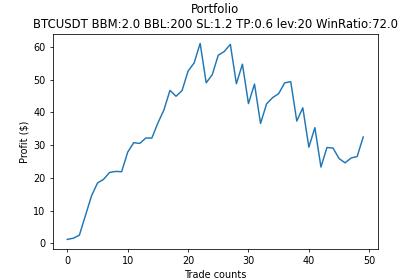 Portfolio
BTCUSDT BBM:2.0 BBL:200 SL:1.2 TP:0.6 lev:20 WinRatio:72.0
60
50
40
30
20
10
0
Profit ($)
0 10 20 30 40 50
Trade counts